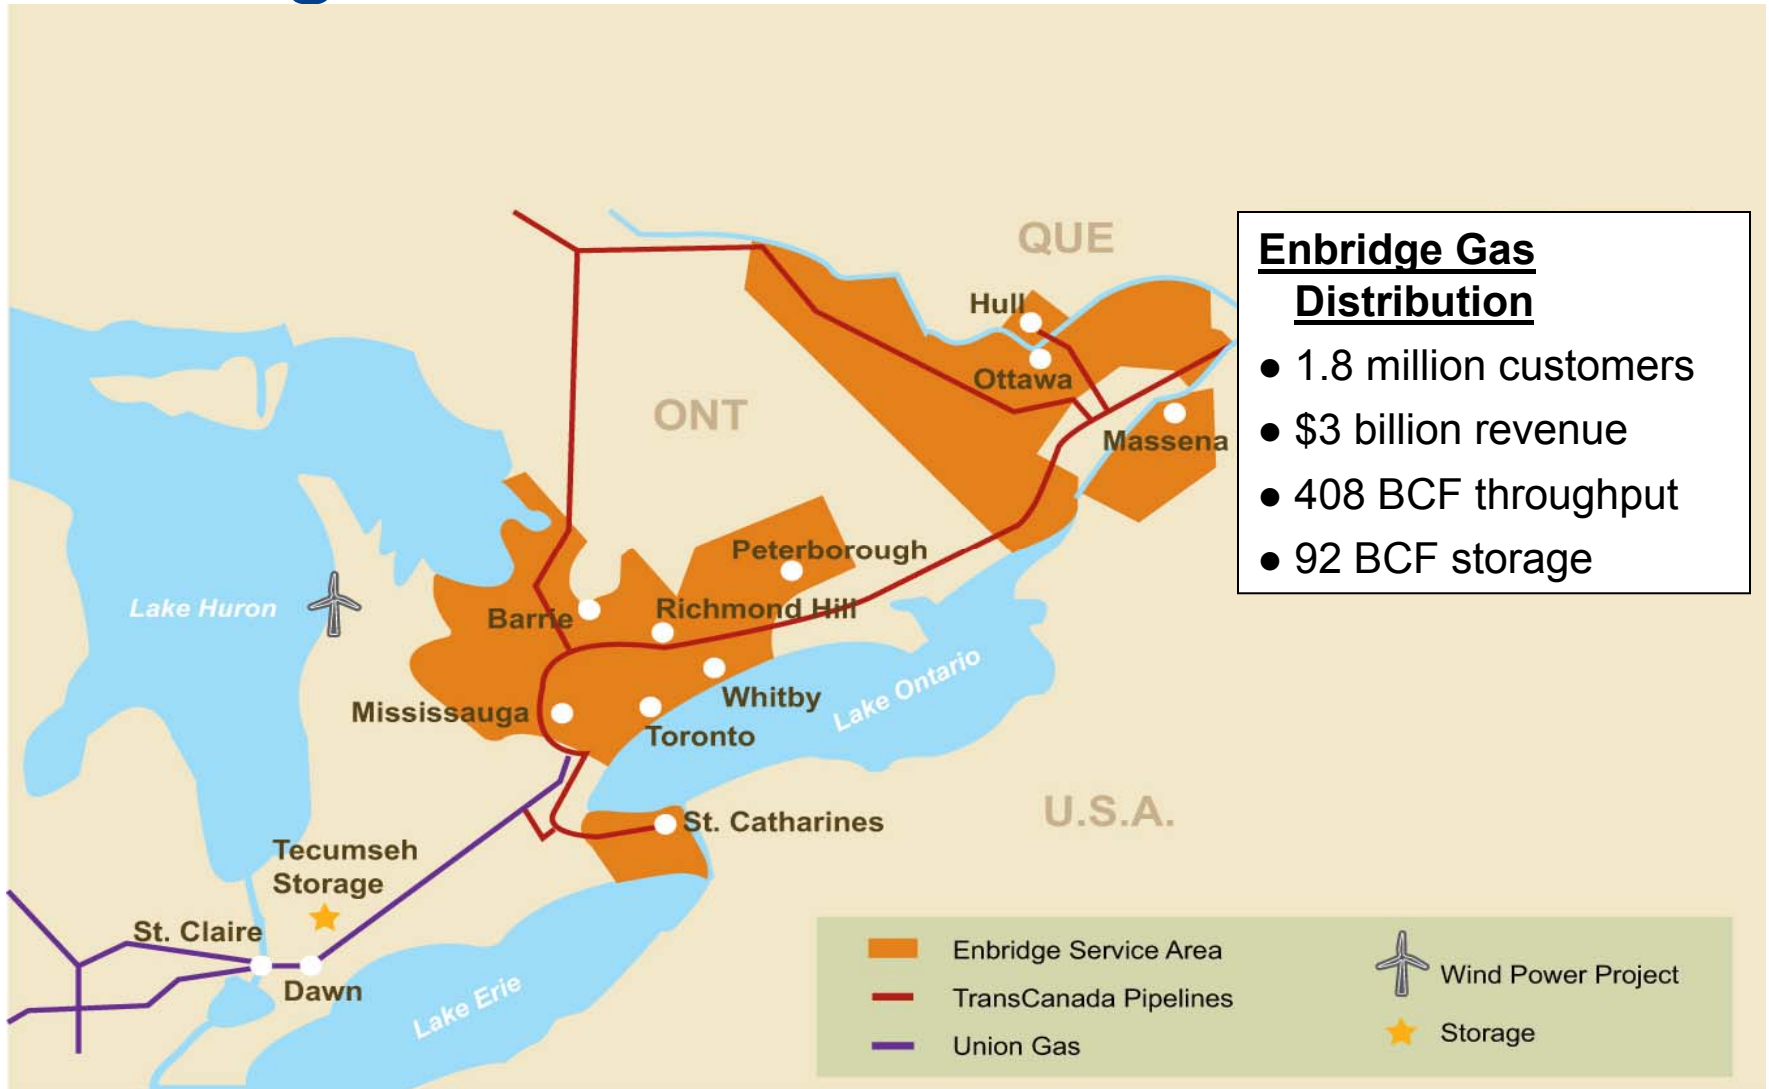 QUE
Hull
Ottawa
ONT
Massena
Enbridge Gas
Distribution
● 1.8 million customers
● $3 billion revenue
● 408 BCF throughput
● 92 BCF storage
Peterborough
Lake Huron
Barrie
Richmond Hill
Lake Ontario
Whitby
Mississauga
Toronto
U.S.A.
St. Catharines
Tecumseh
Storage
St. Claire
Dawn
Lake Erie
Enbridge Service Area
TransCanada Pipelines
Union Gas
Wind Power Project
Storage